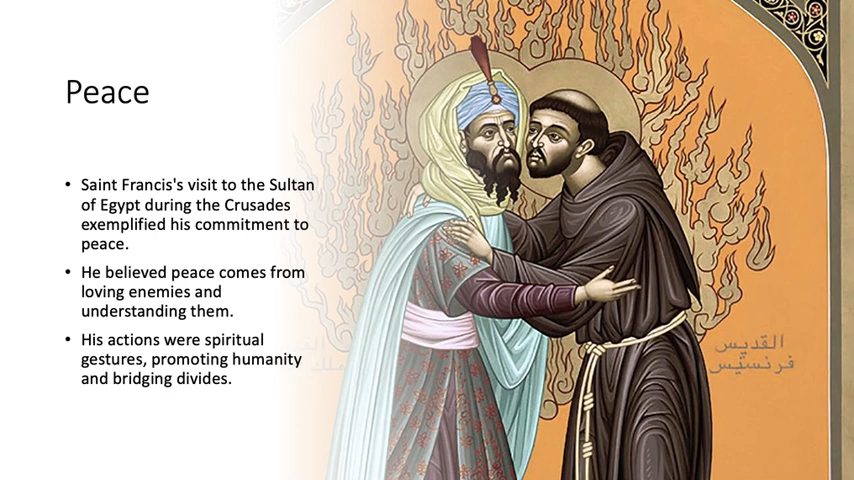 Peace
• Saint Francis's visit to the Sultan
of Egypt during the Crusades
exemplified his commitment to
peace.
• He believed peace comes from
loving enemies and
understanding them.
• His actions were spiritual
gestures, promoting humanity
and bridging divides.
القديس
فرنسيس